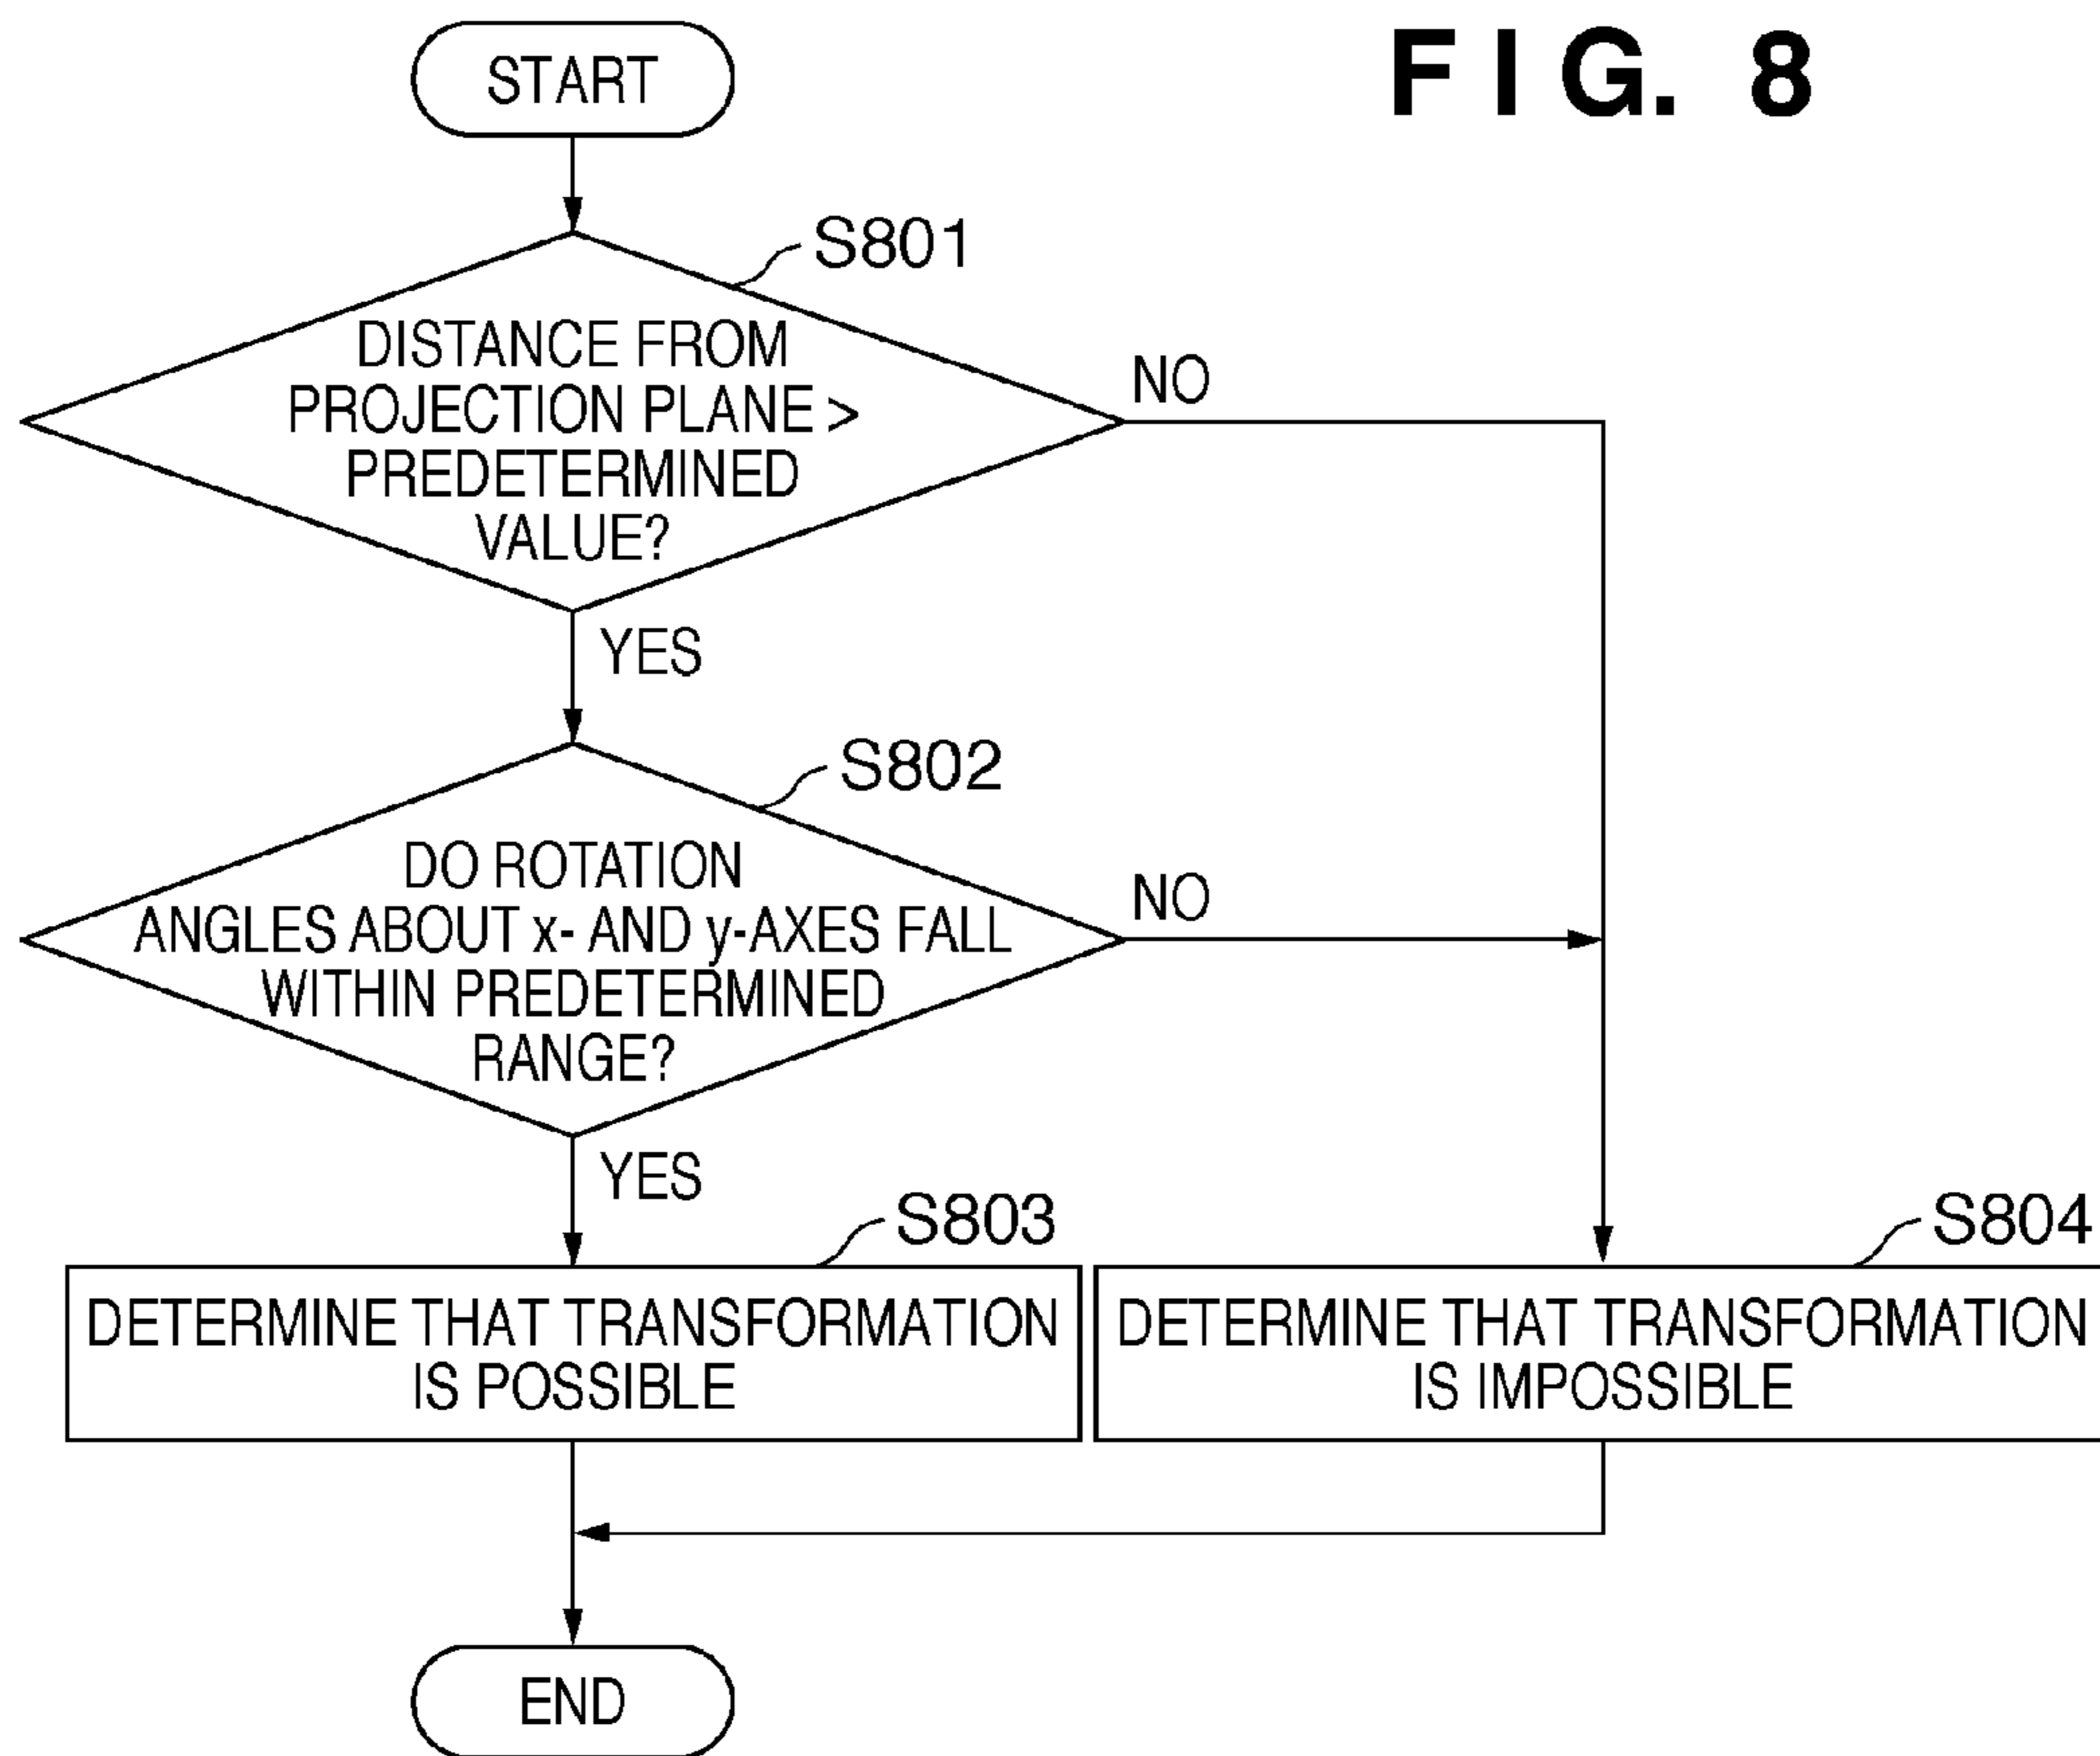 FIG. 8
START
S801
DISTANCE FROM
PROJECTION PLANE >
PREDETERMINED
VALUE?
NO
YES
S802
DO ROTATION
ANGLES ABOUT x- AND y-AXES FALL
WITHIN PREDETERMINED
RANGE?
NO
YES
S803
DETERMINE THAT TRANSFORMATION
IS POSSIBLE
S804
DETERMINE THAT TRANSFORMATION
IS IMPOSSIBLE
END